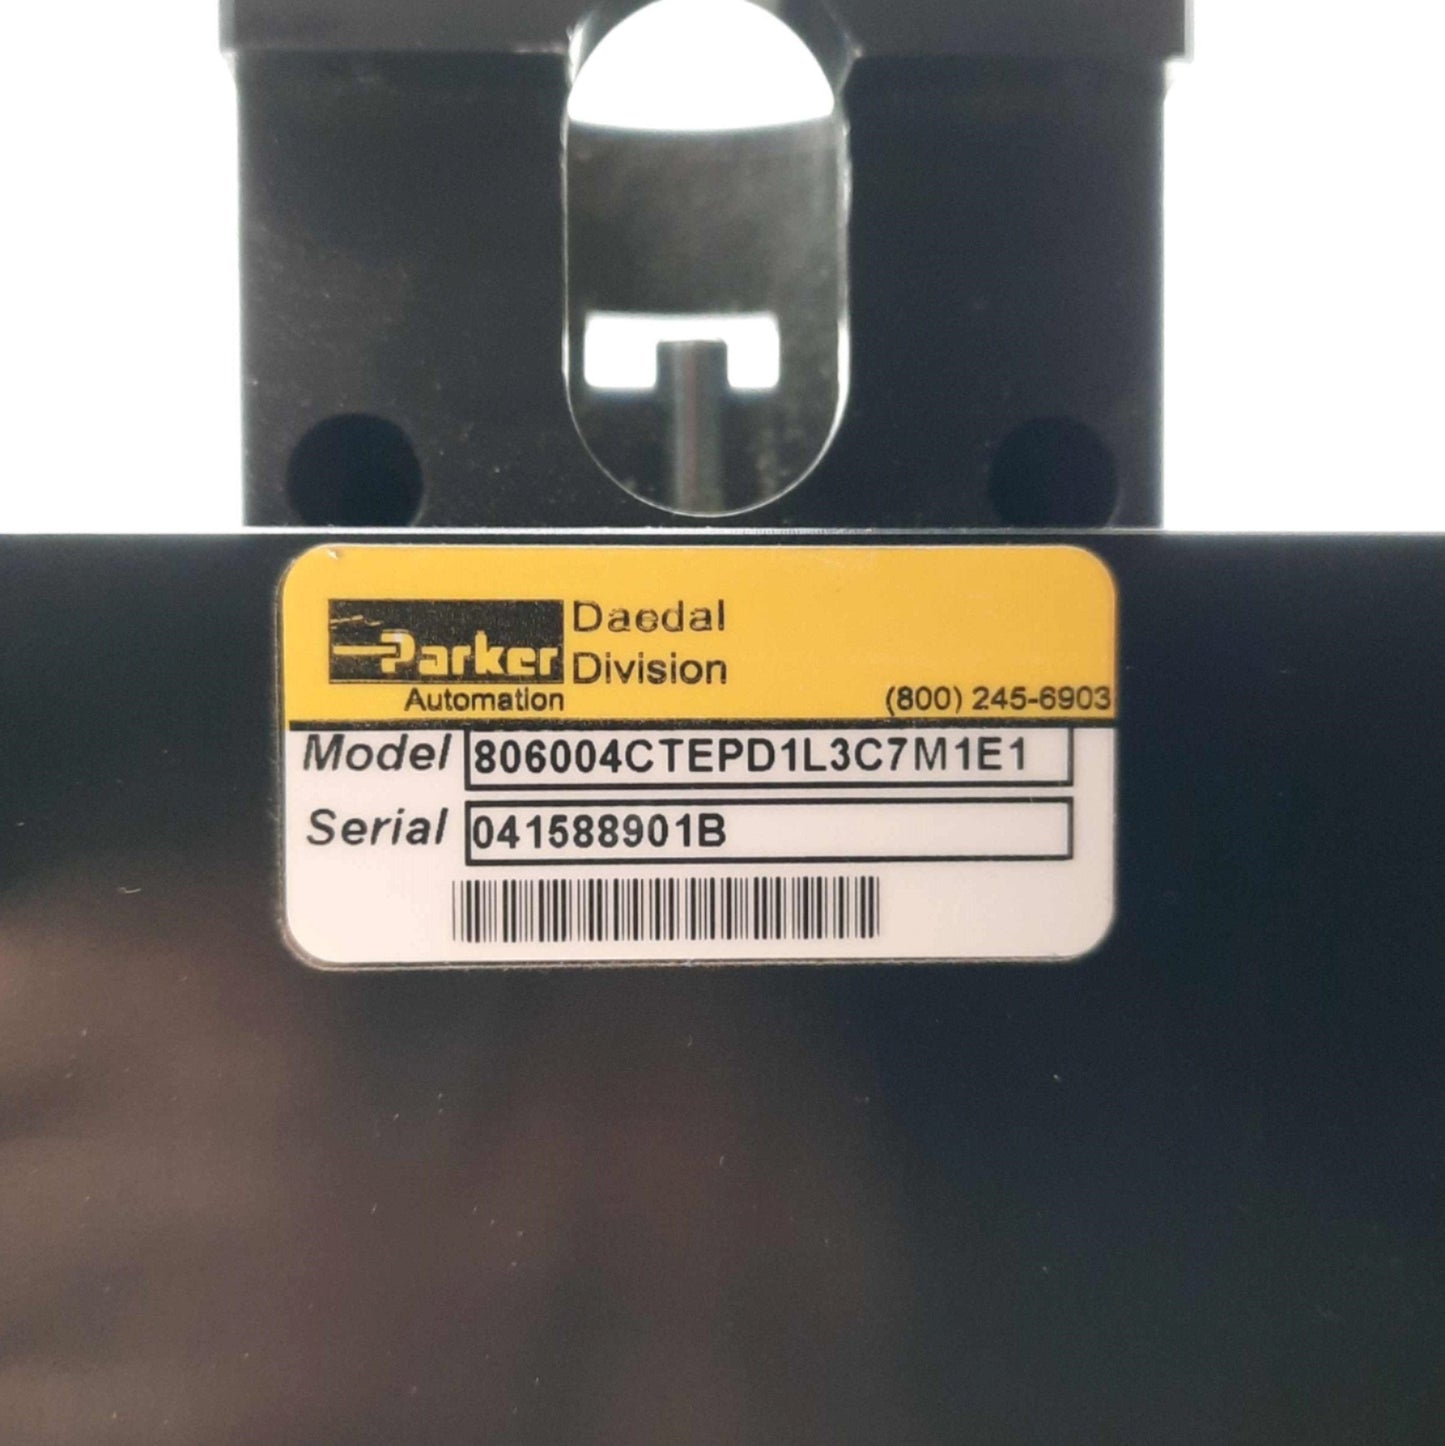 Parker
Automation
Daedal
Division
(800) 245-6903
Model 806004CTEPD1L3C7M1E1
Serial 041588901B